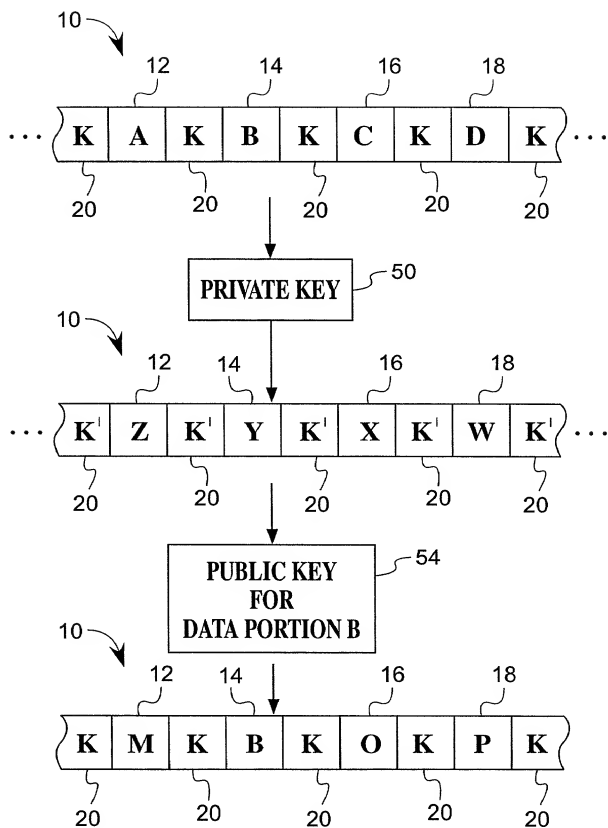 10
12 14 16 18
... K A K B K C K D K ...
20 20 20 20 20
PRIVATE KEY
50
10
12 14 16 18
... K' Z K' Y K' X K' W K' ...
20 20 20 20 20
PUBLIC KEY
FOR
DATA PORTION B
54
10
12 14 16 18
K M K B K O K P K
20 20 20 20 20